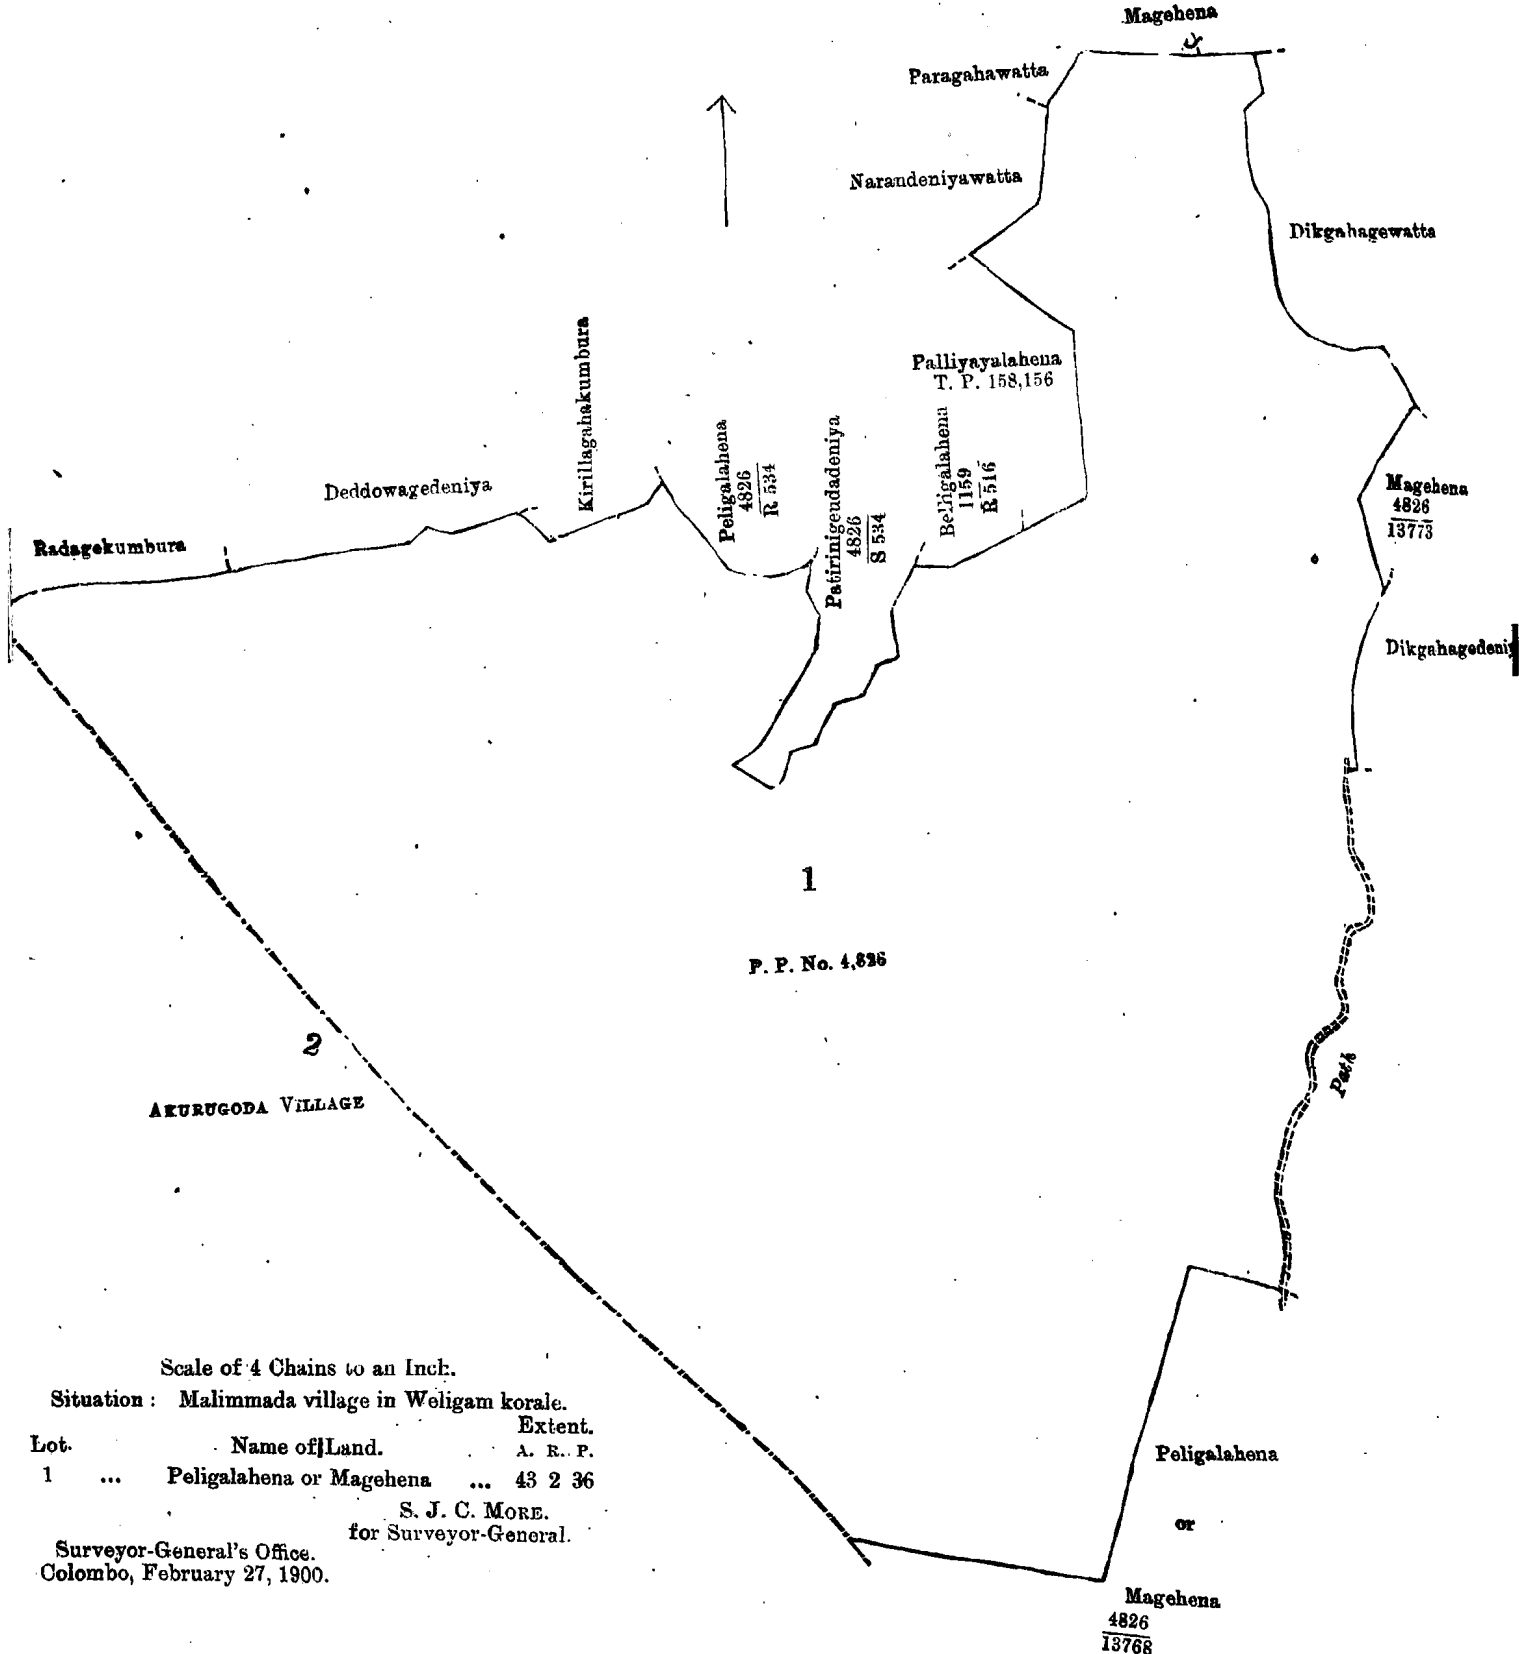 Magehena
Paragahawatta
Narandeniyawatta
Dikgahagewatta
Palliyayalahena
T. P. 158,156
Kirillagahakumbura
Peligalahena
4826
R 534
Patirinigeudadeniya
4826
S 534
Belligalahena
1159
R 516
Deddowagedeniya
Radagekumbura
Magehena
4826
13773
Dikgahagedeni
1
P. P. No. 4,826
2
AKURUGODA VILLAGE
Path
Scale of 4 Chains to an Inch.
Situation : Malimmada village in Weligam korale.
Extent.
Lot. Name of Land. A. R. P.
1 ... Peligalahena or Magehena ... 43 2 36
S. J. C. MORE.
for Surveyor-General.
Surveyor-General's Office.
Colombo, February 27, 1900.
Peligalahena
or
Magehena
4826
13768